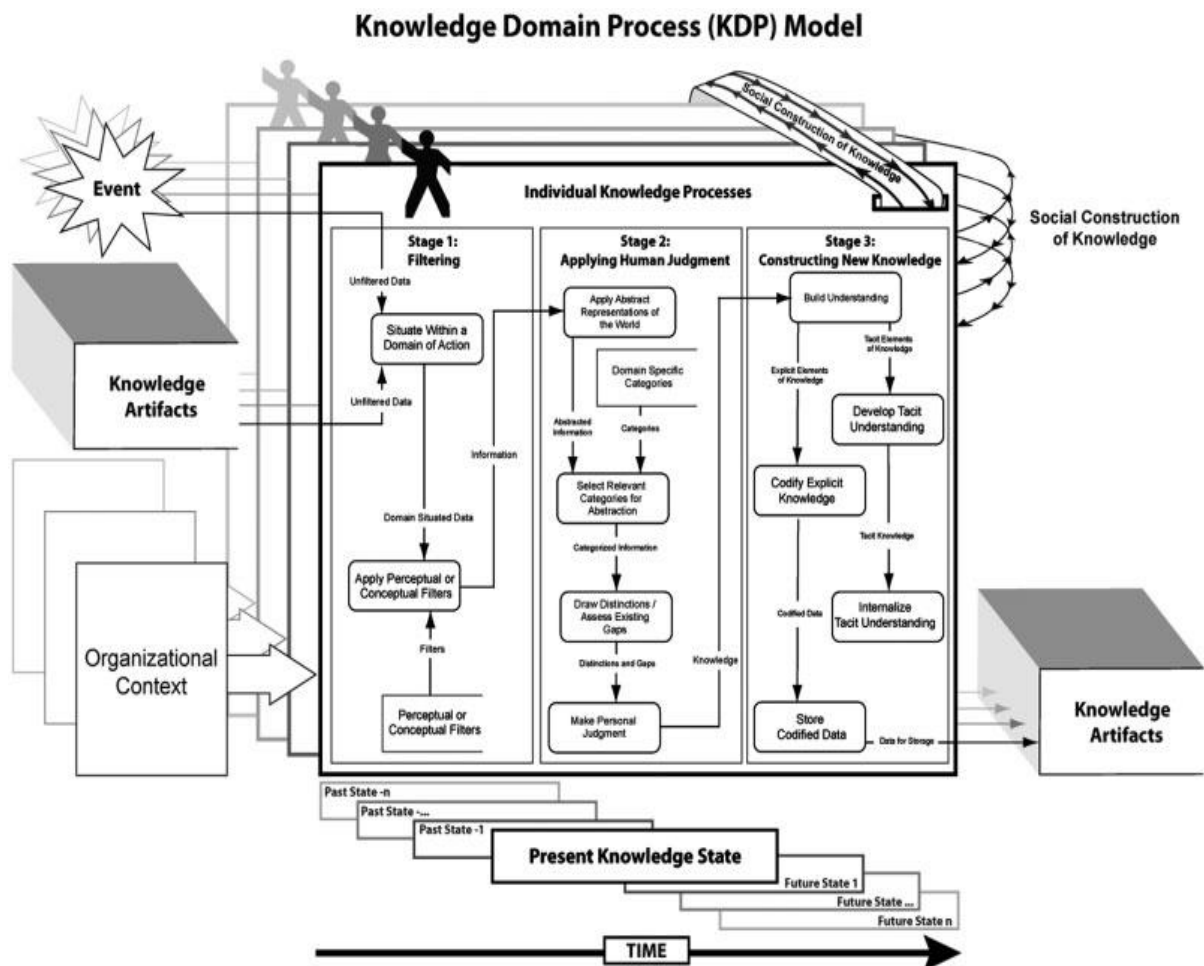 Knowledge Domain Process (KDP) Model
Social Construction of Knowledge
Event
Individual Knowledge Processes
Social Construction
of Knowledge
Stage 1:
Filtering
Unfiltered Data
Situate Within a
Domain of Action
Unfiltered Data
Domain Situated Data
Apply Perceptual or
Conceptual Filters
Filters
Perceptual or
Conceptual Filters
Information
Stage 2:
Applying Human Judgment
Apply Abstract
Representations of
the World
Domain Specific
Categories
Abstracted
Information
Categories
Select Relevant
Categories for
Abstraction
Categorized Information
Draw Distinctions /
Assess Existing
Gaps
Distinctions and Gaps
Make Personal
Judgment
Knowledge
Stage 3:
Constructing New Knowledge
Build Understanding
Tacit Elements
of Knowledge
Explicit Elements
of Knowledge
Develop Tacit
Understanding
Codify Explicit
Knowledge
Tacit Knowledge
Codified Data
Internalize
Tacit Understanding
Store
Codified Data
Data for Storage
Knowledge
Artifacts
Organizational
Context
Knowledge
Artifacts
Past State -n
Past State -...
Past State -1
Present Knowledge State
Future State 1
Future State ...
Future State n
TIME